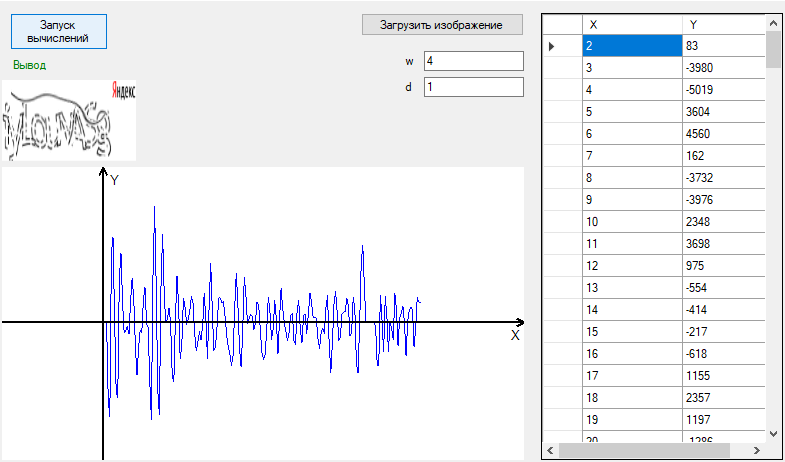 Запуск
вычислений
Загрузить изображение
w 4
d 1
Вывод
Яндекс
Y
X
X Y
2 83
3 -3980
4 -5019
5 3604
6 4560
7 162
8 -3732
9 -3976
10 2348
11 3698
12 975
13 -554
14 -414
15 -217
16 -618
17 1155
18 2357
19 1197
20 -1286